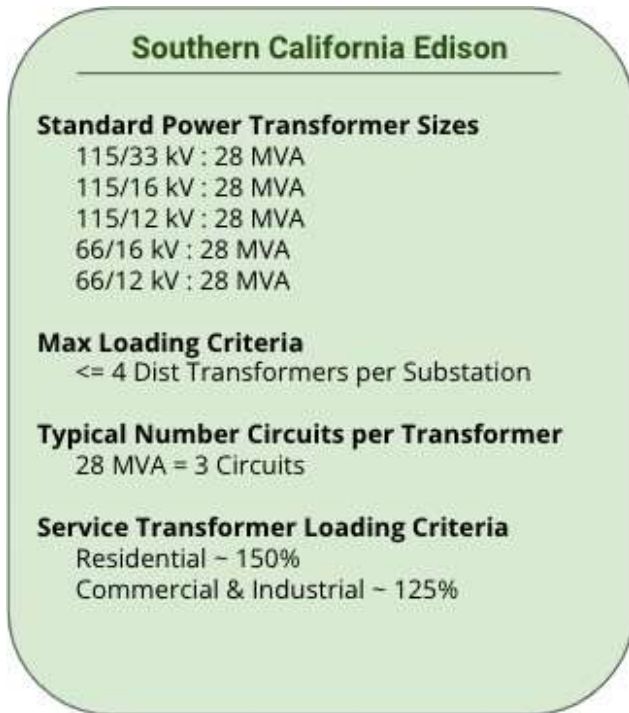 Southern California Edison
Standard Power Transformer Sizes
115/33 kV : 28 MVA
115/16 kV : 28 MVA
115/12 kV : 28 MVA
66/16 kV : 28 MVA
66/12 kV : 28 MVA
Max Loading Criteria
<= 4 Dist Transformers per Substation
Typical Number Circuits per Transformer
28 MVA = 3 Circuits
Service Transformer Loading Criteria
Residential ~ 150%
Commercial & Industrial ~ 125%